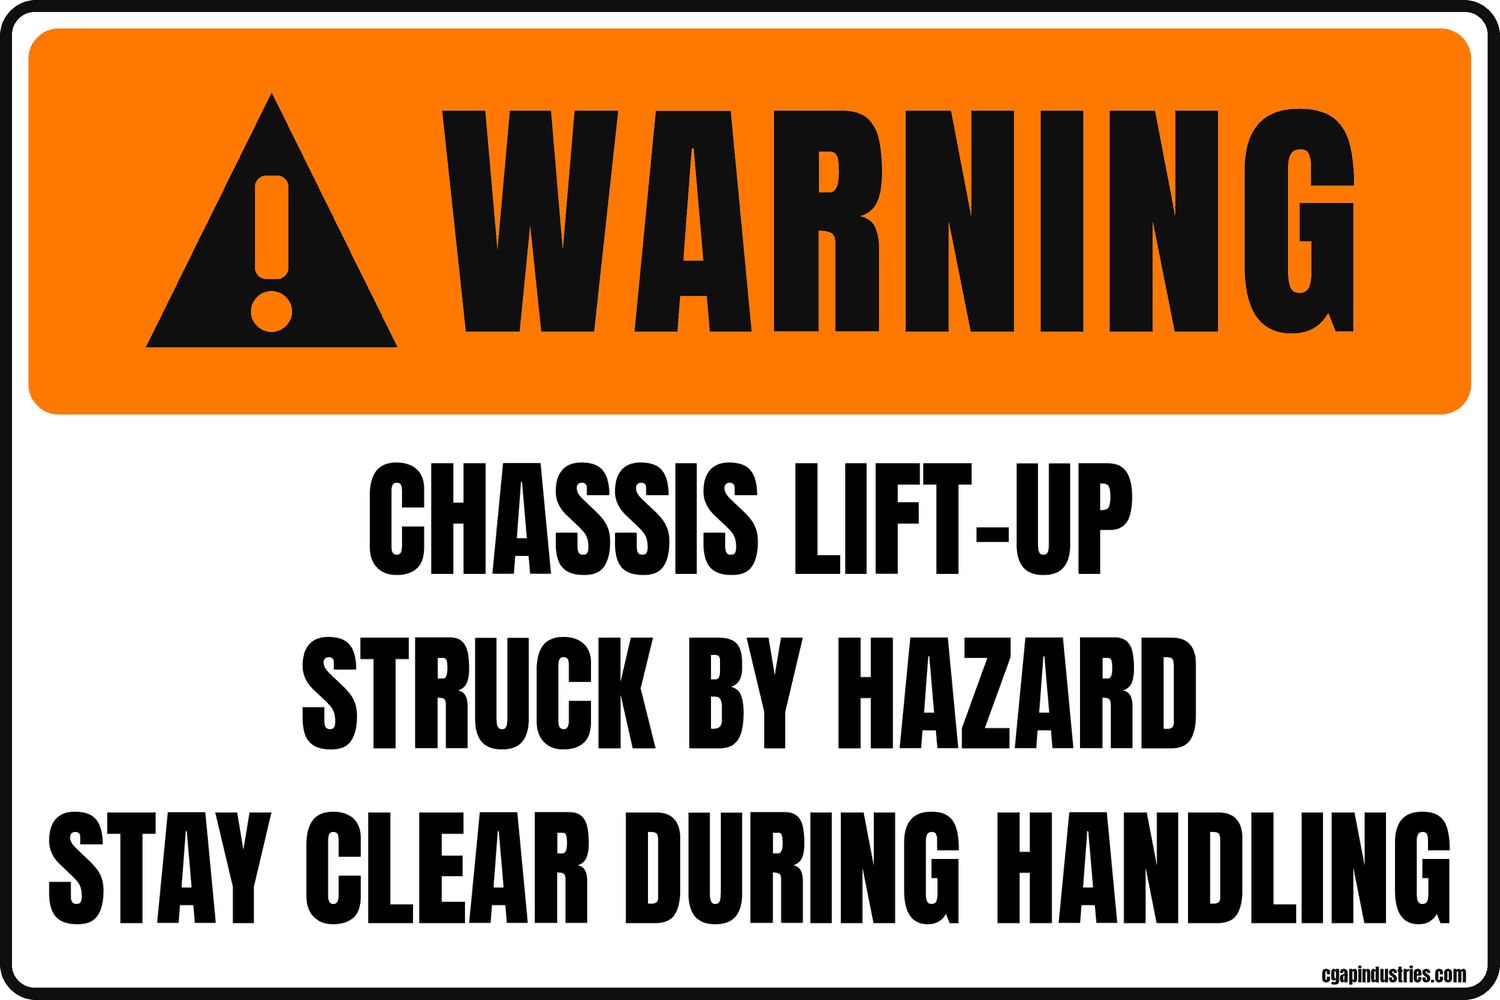 WARNING
CHASSIS LIFT-UP
STRUCK BY HAZARD
STAY CLEAR DURING HANDLING
cgapindustries.com